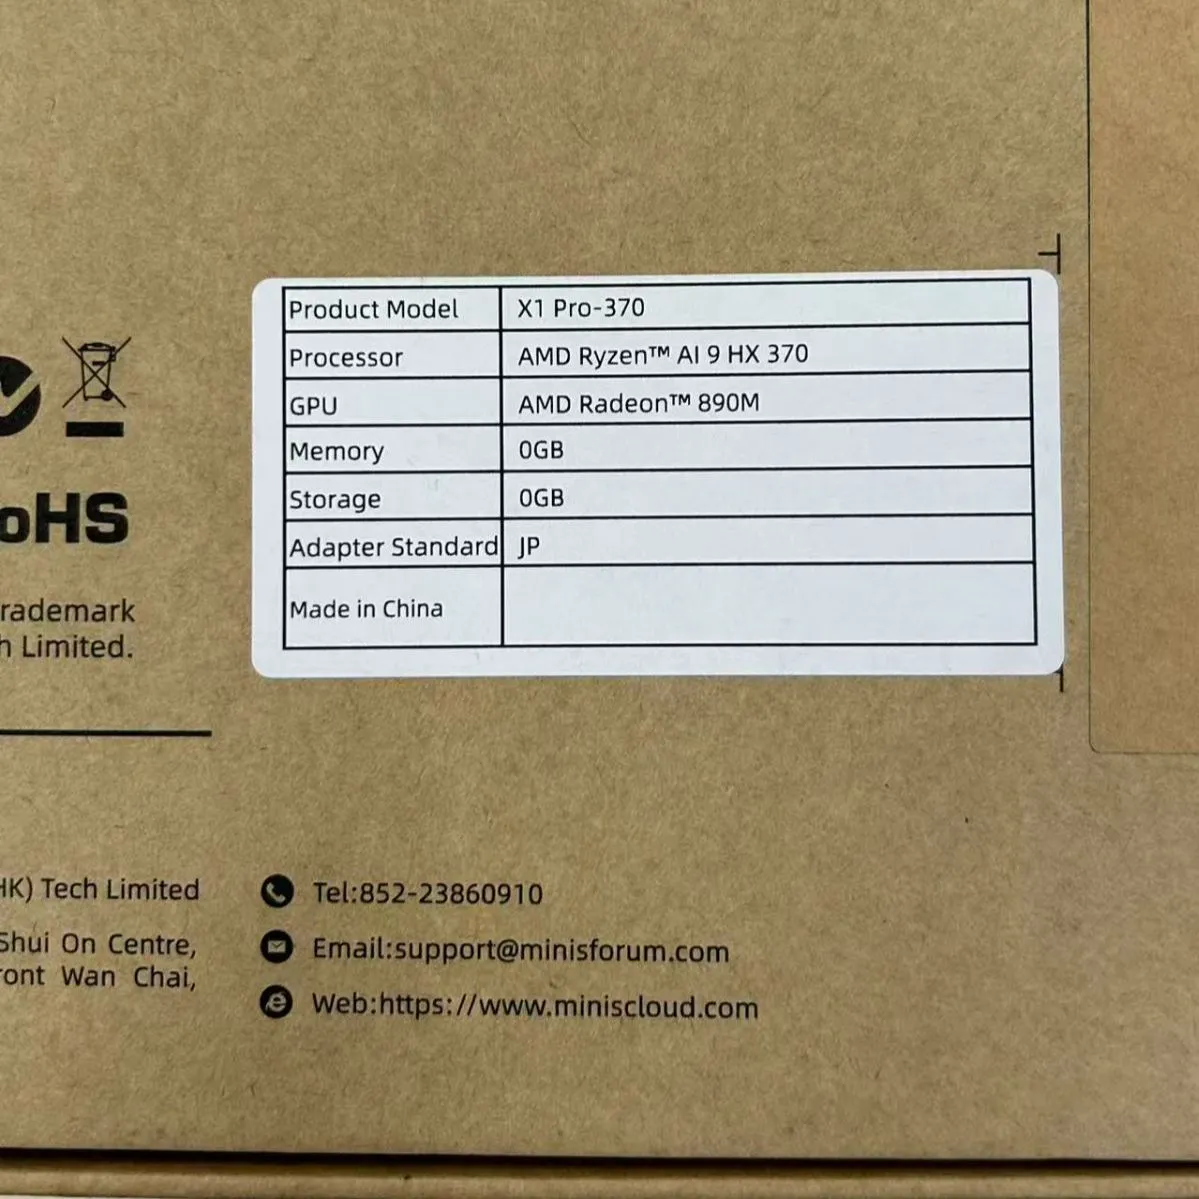 Product Model X1 Pro-370
Processor AMD Ryzen™ AI 9 HX 370
GPU AMD Radeon™ 890M
Memory 0GB
Storage 0GB
Adapter Standard JP
Made in China
oHS
rademark
h Limited.
HK) Tech Limited
Shui On Centre,
ront Wan Chai,
Tel:852-23860910
Email:support@minisforum.com
Web:https://www.miniscloud.com